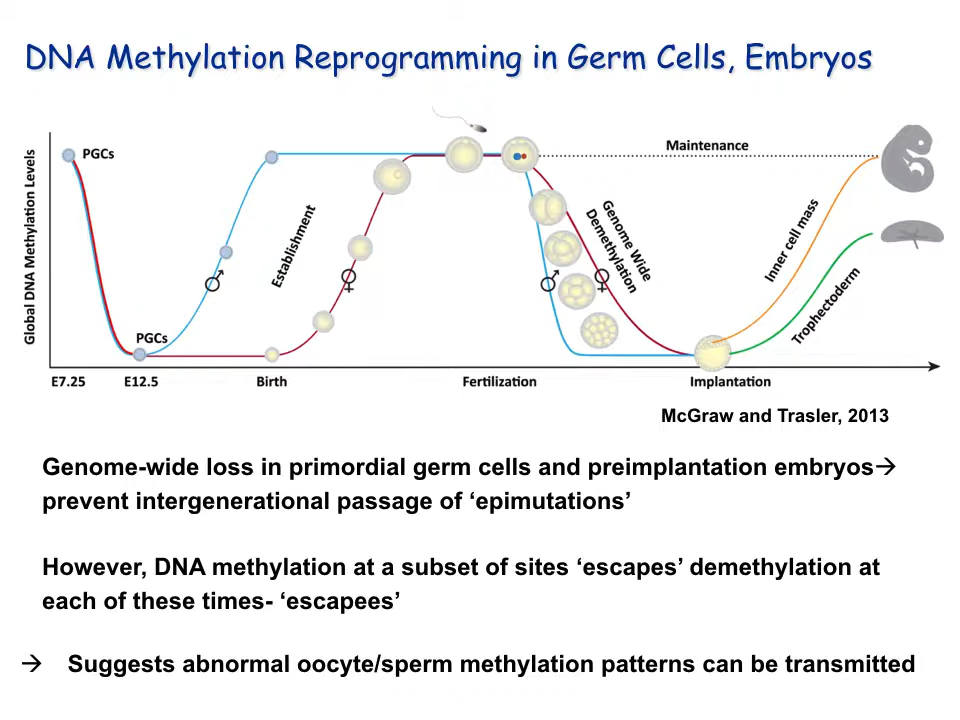 DNA Methylation Reprogramming in Germ Cells, Embryos
Global DNA Methylation Levels
PGCs
PGCs
♂
Establishment
♀
♂
♀
Genome Wide
Demethylation
Maintenance
Inner cell mass
Trophectoderm
E7.25
E12.5
Birth
Fertilization
Implantation
McGraw and Trasler, 2013
Genome-wide loss in primordial germ cells and preimplantation embryos→
prevent intergenerational passage of ‘epimutations’
However, DNA methylation at a subset of sites ‘escapes’ demethylation at
each of these times- ‘escapees’
→ Suggests abnormal oocyte/sperm methylation patterns can be transmitted